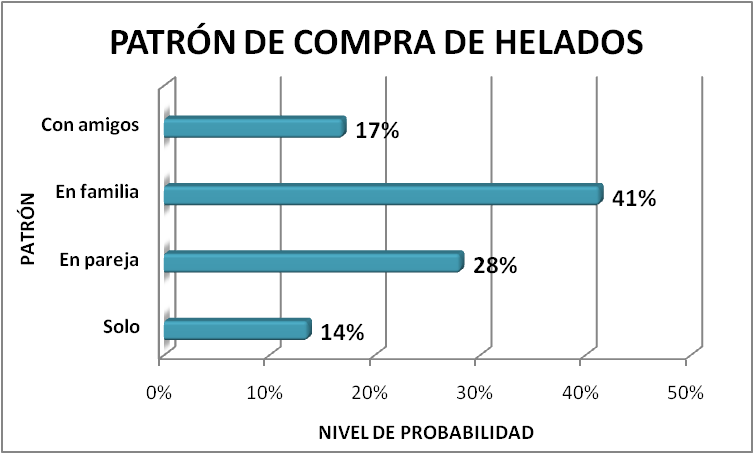 PATRÓN DE COMPRA DE HELADOS
PATRÓN
Con amigos
17%
En familia
41%
En pareja
28%
Solo
14%
0% 10% 20% 30% 40% 50%
NIVEL DE PROBABILIDAD